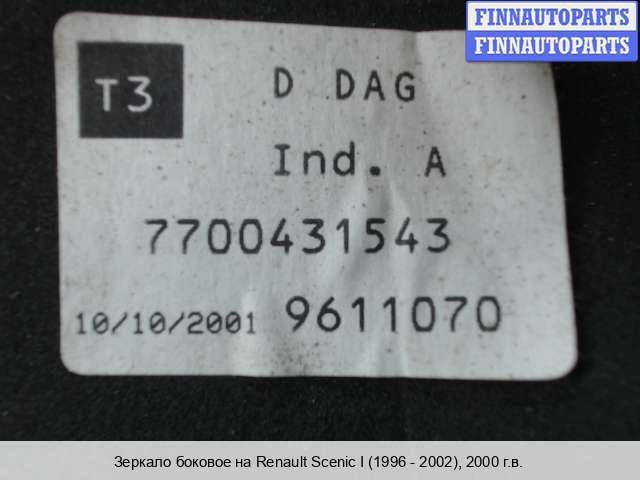 FINNAUTOPARTS
FINNAUTOPARTS
T3
D DAG
Ind. A
7700431543
10/10/2001 9611070
Зеркало боковое на Renault Scenic I (1996 - 2002), 2000 г.в.